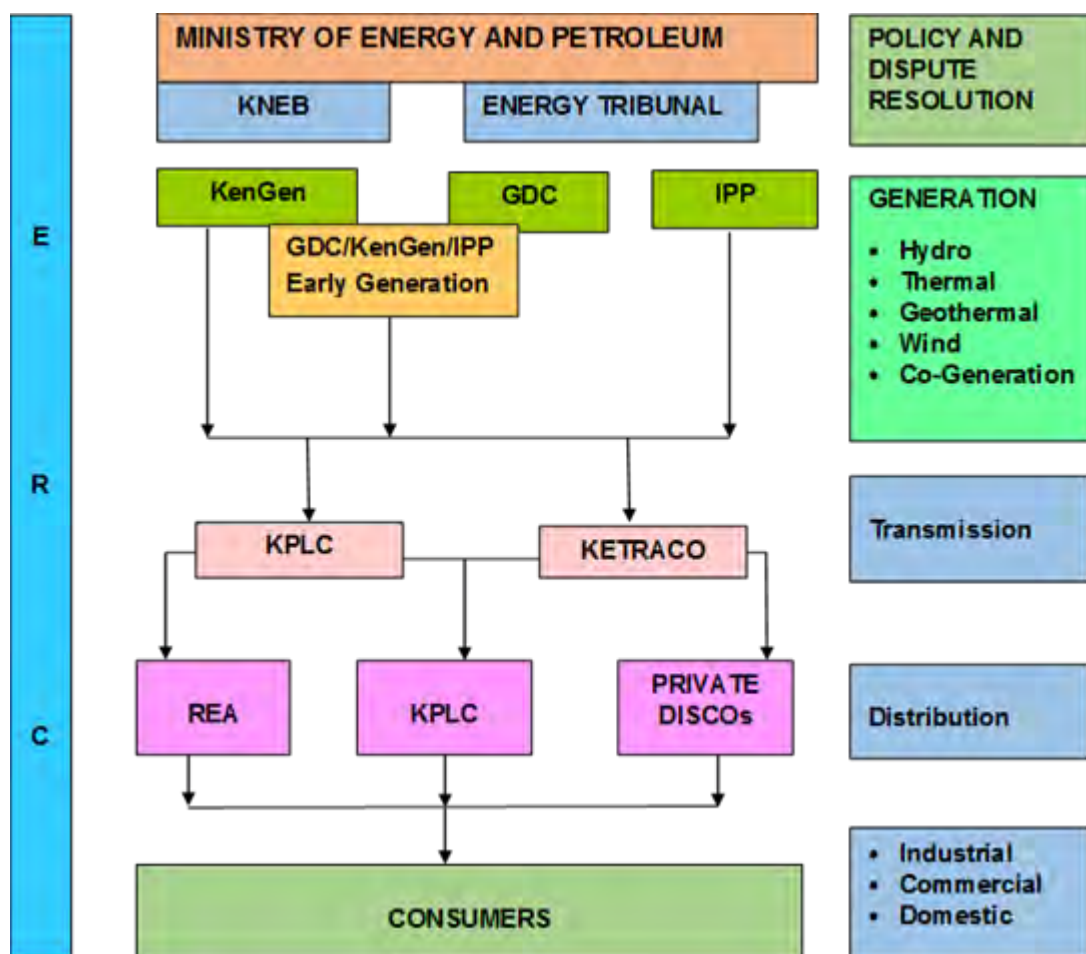 E
R
C
MINISTRY OF ENERGY AND PETROLEUM
KNEB
ENERGY TRIBUNAL
POLICY AND
DISPUTE
RESOLUTION
KenGen
GDC
IPP
GDC/KenGen/IPP
Early Generation
GENERATION
• Hydro
• Thermal
• Geothermal
• Wind
• Co-Generation
KPLC
KETRACO
Transmission
REA
KPLC
PRIVATE
DISCOs
Distribution
CONSUMERS
• Industrial
• Commercial
• Domestic